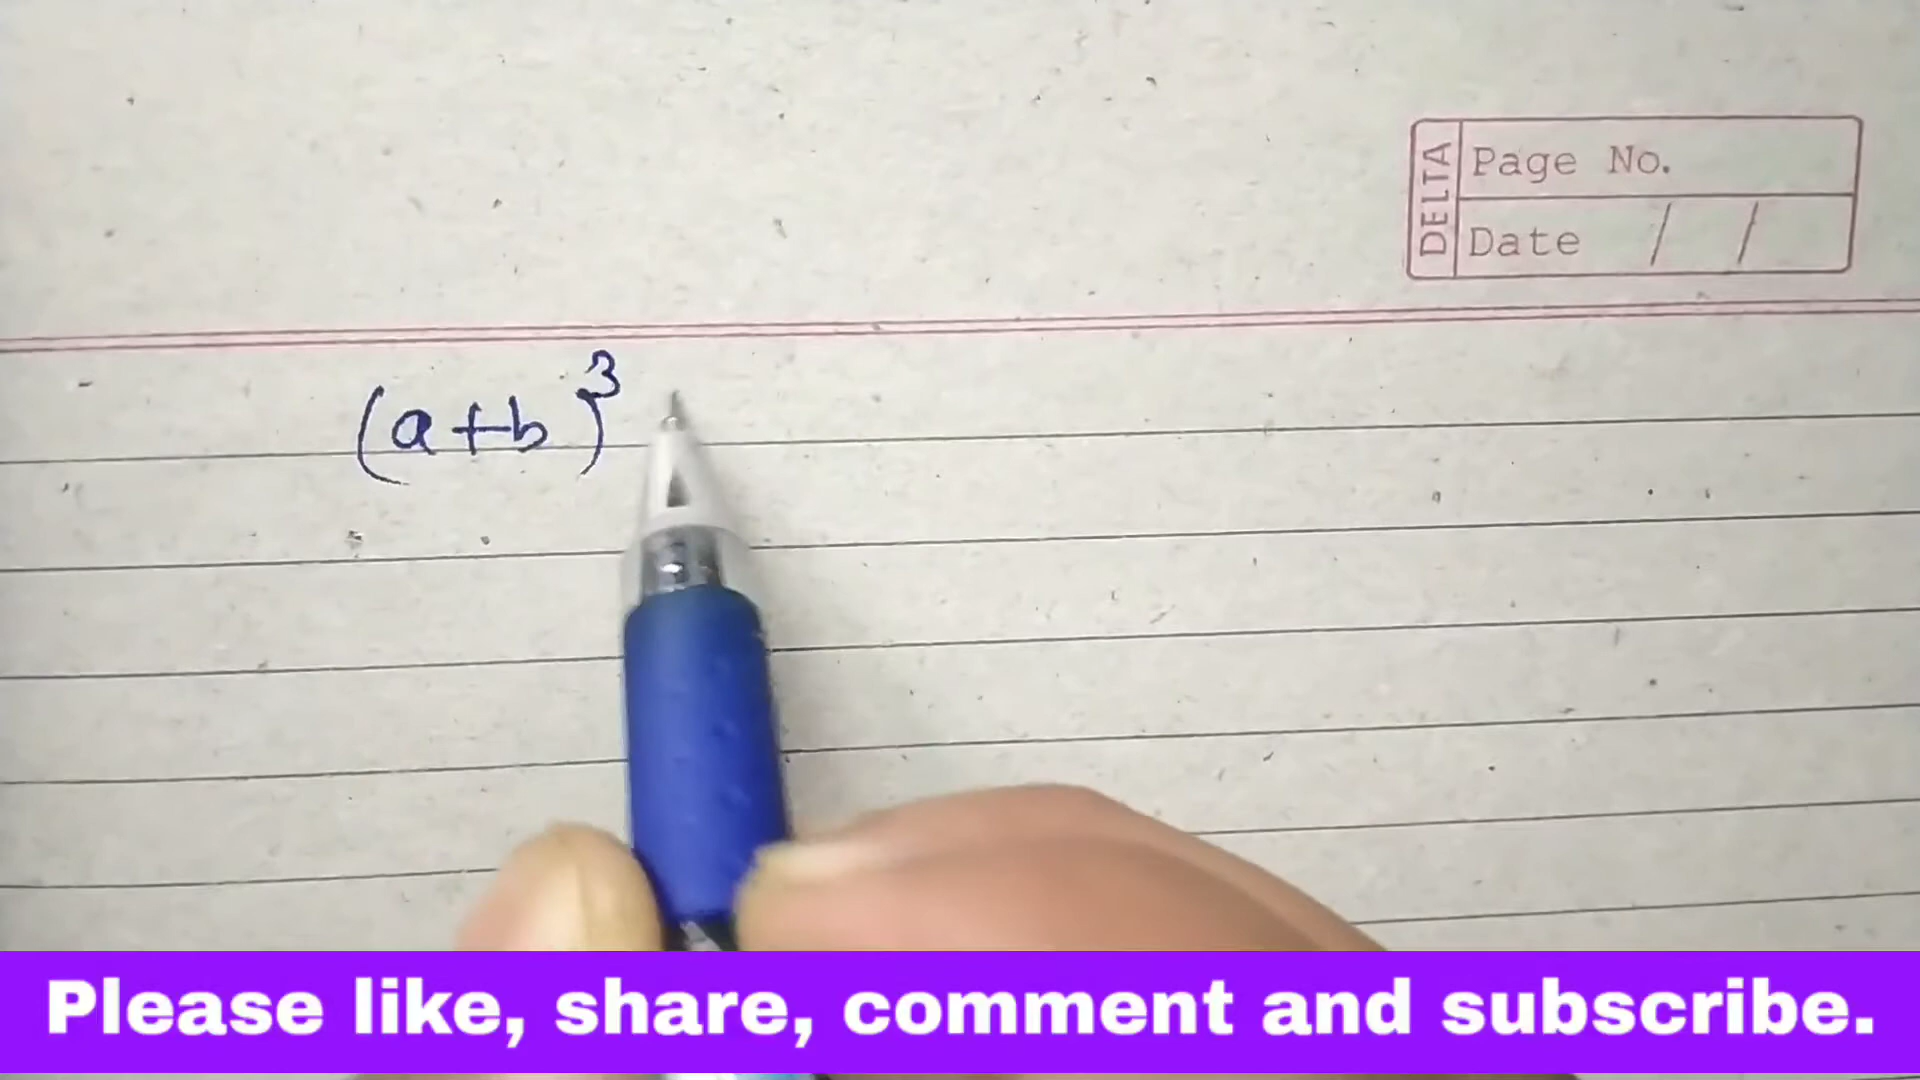 DELTA
Page No.
Date / /
(a+b)³
Please like, share, comment and subscribe.